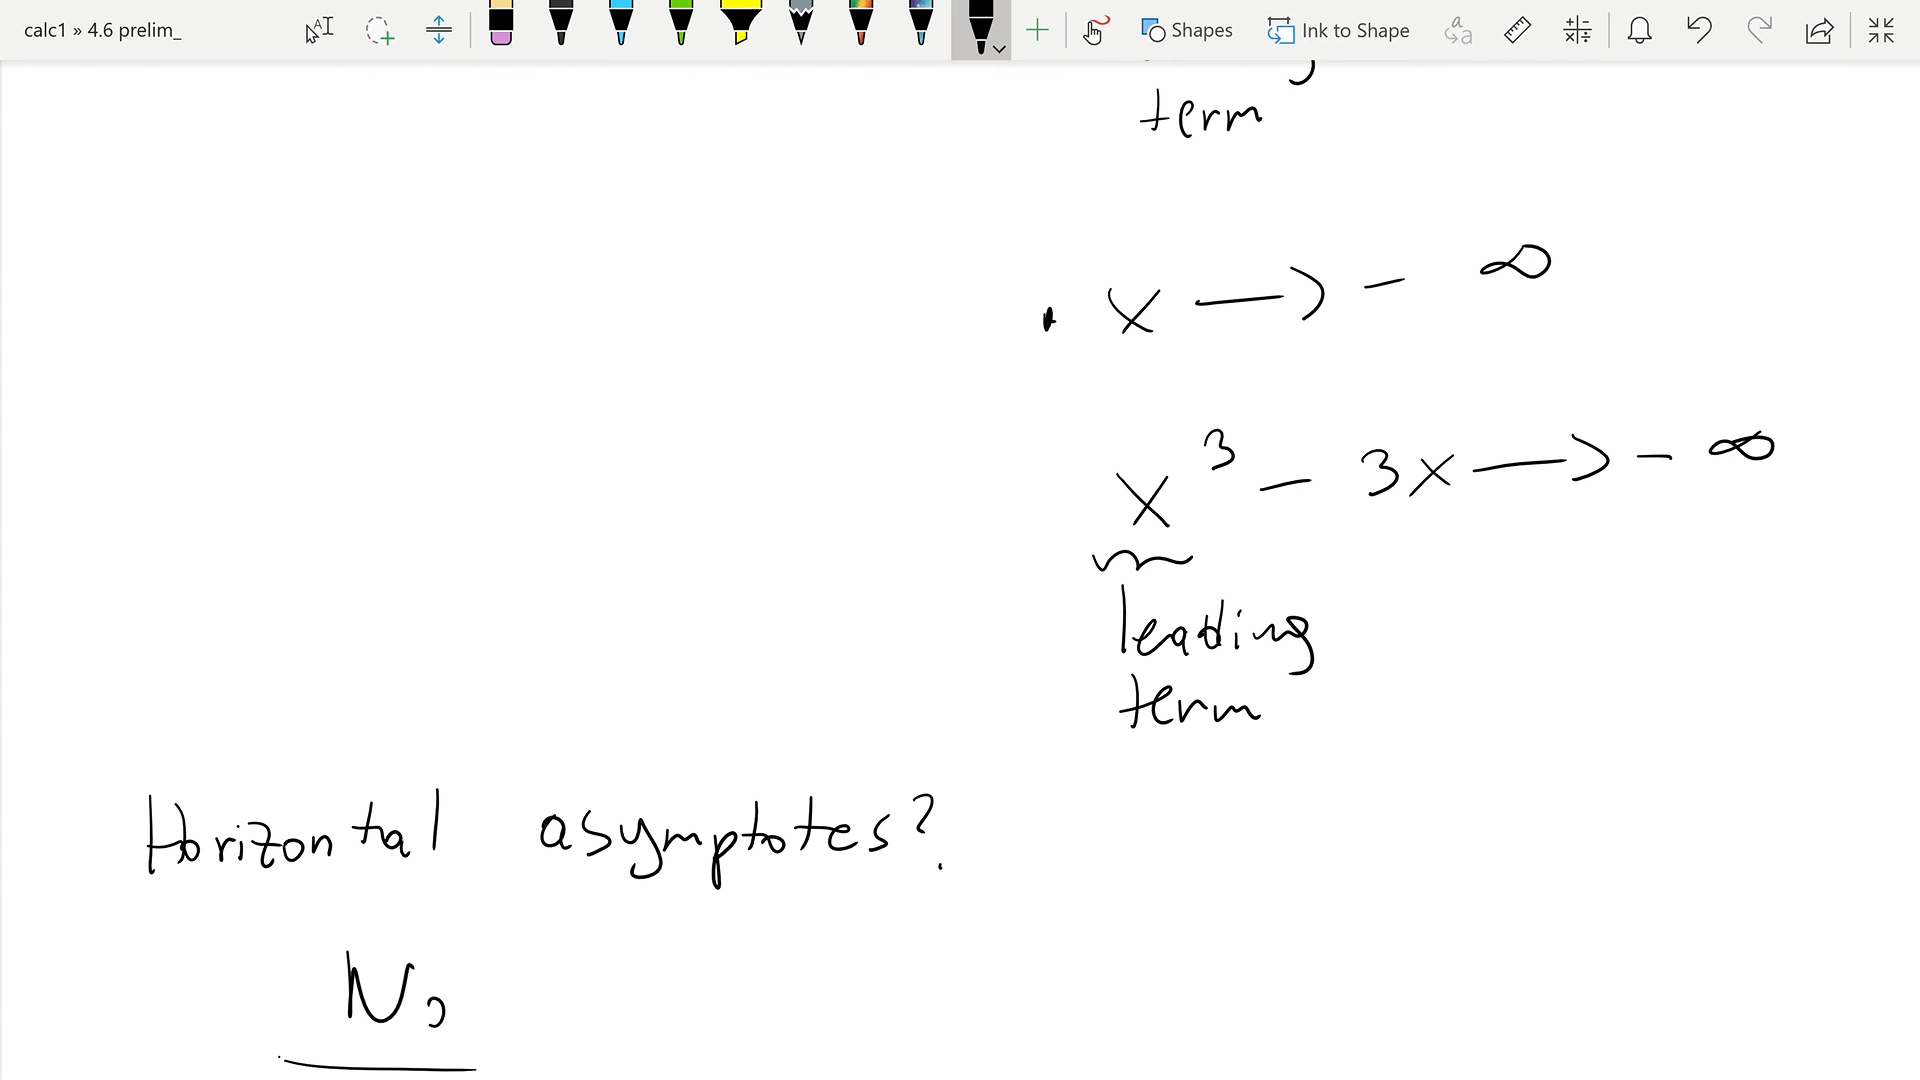 calc1 » 4.6 prelim_
Shapes
Ink to Shape
term
• x → - ∞
x³ - 3x → - ∞
leading
term
Horizontal asymptotes?
No